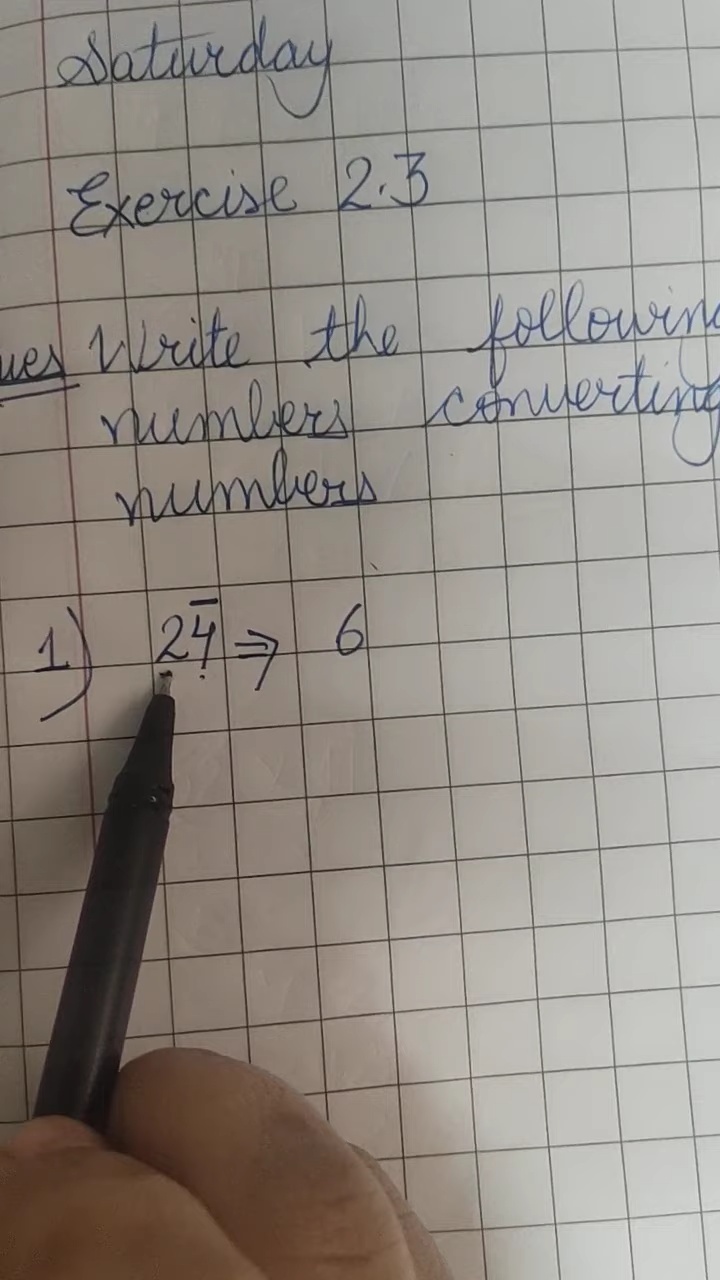 Saturday
Exercise 2.3
ues Write the following
numbers converting
numbers
1) 24̅ ⇒ 6